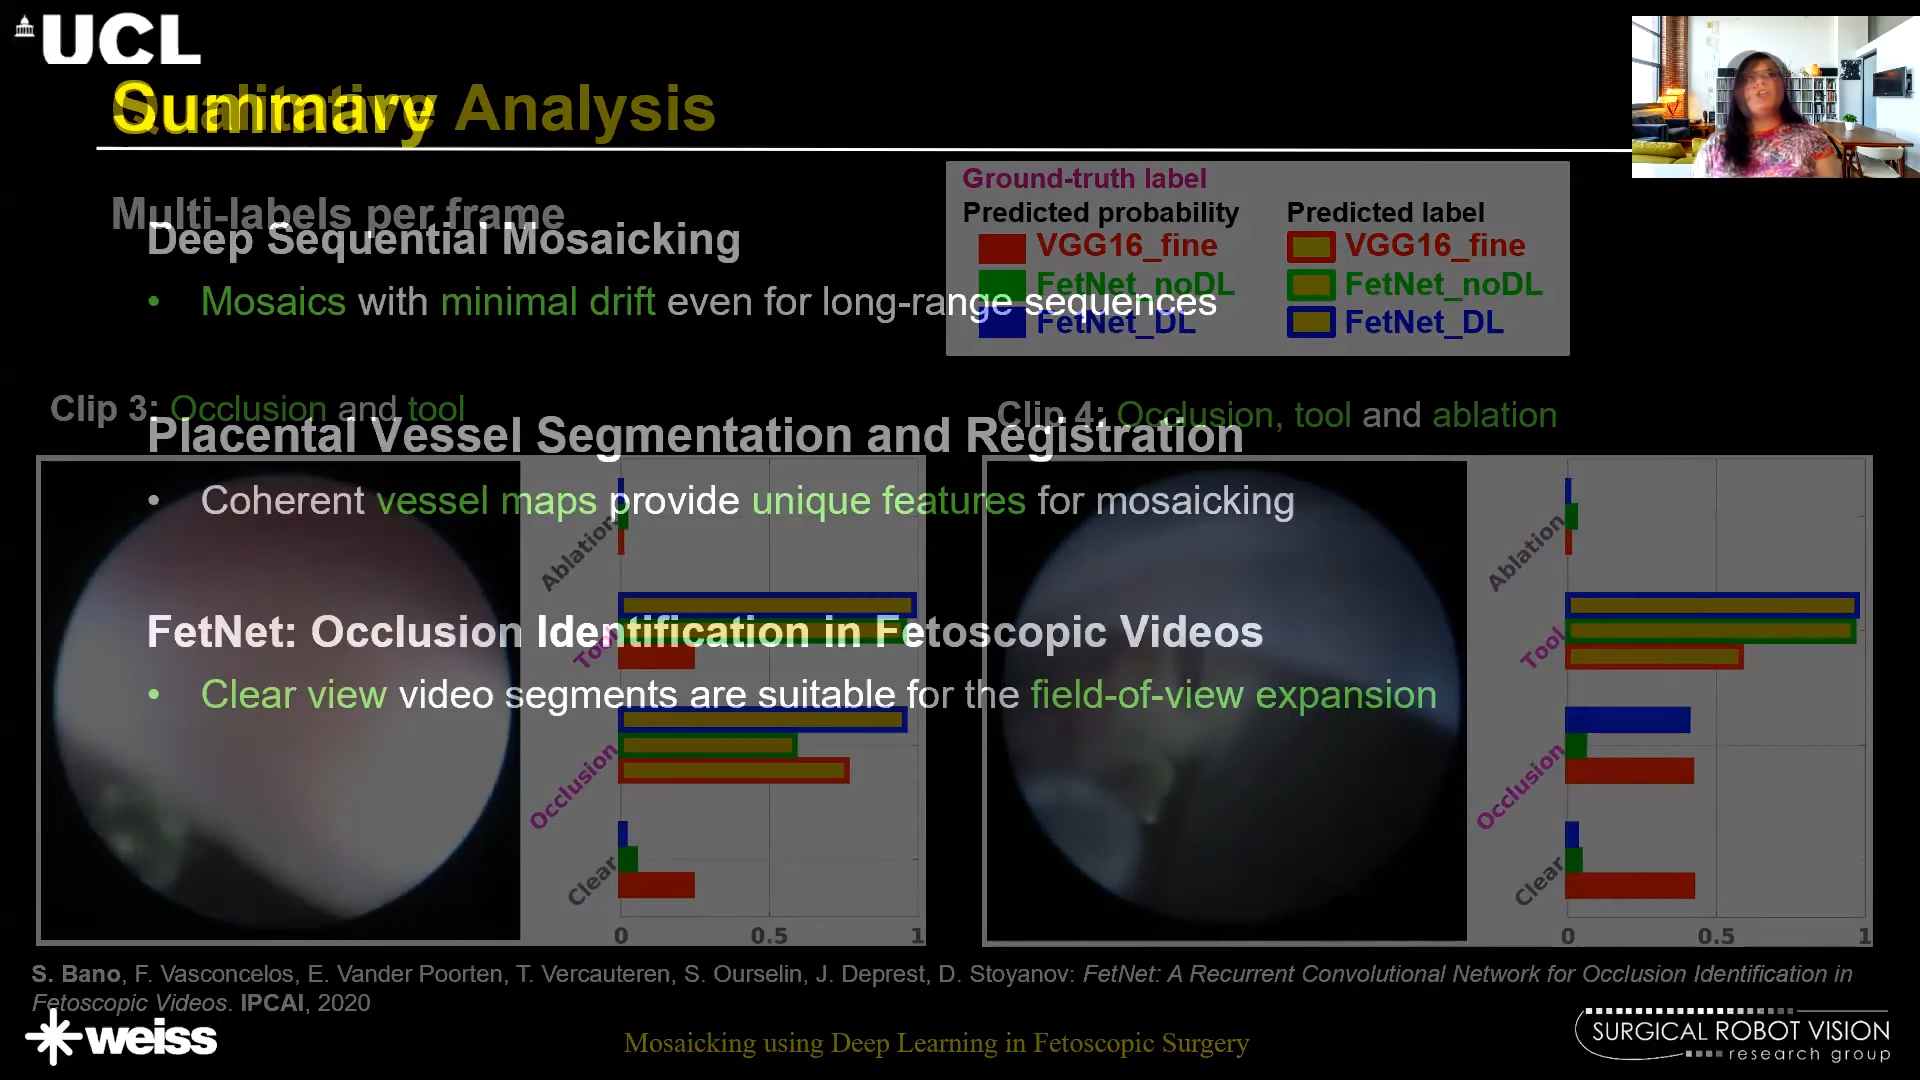 UCL
Summary
Qualitative Analysis
Multi-labels per frame
Deep Sequential Mosaicking
• Mosaics with minimal drift even for long-range sequences
Ground-truth label
Predicted probability Predicted label
VGG16_fine VGG16_fine
FetNet_noDL FetNet_noDL
FetNet_DL FetNet_DL
Clip 3: Occlusion and tool
Clip 4: Occlusion, tool and ablation
Placental Vessel Segmentation and Registration
• Coherent vessel maps provide unique features for mosaicking
FetNet: Occlusion Identification in Fetoscopic Videos
• Clear view video segments are suitable for the field-of-view expansion
Ablation
Tool
Occlusion
Clear
0 0.5 1
Ablation
Tool
Occlusion
Clear
0 0.5 1
S. Bano, F. Vasconcelos, E. Vander Poorten, T. Vercauteren, S. Ourselin, J. Deprest, D. Stoyanov: FetNet: A Recurrent Convolutional Network for Occlusion Identification in
Fetoscopic Videos. IPCAI, 2020
weiss
Mosaicking using Deep Learning in Fetoscopic Surgery
SURGICAL ROBOT VISION
research group